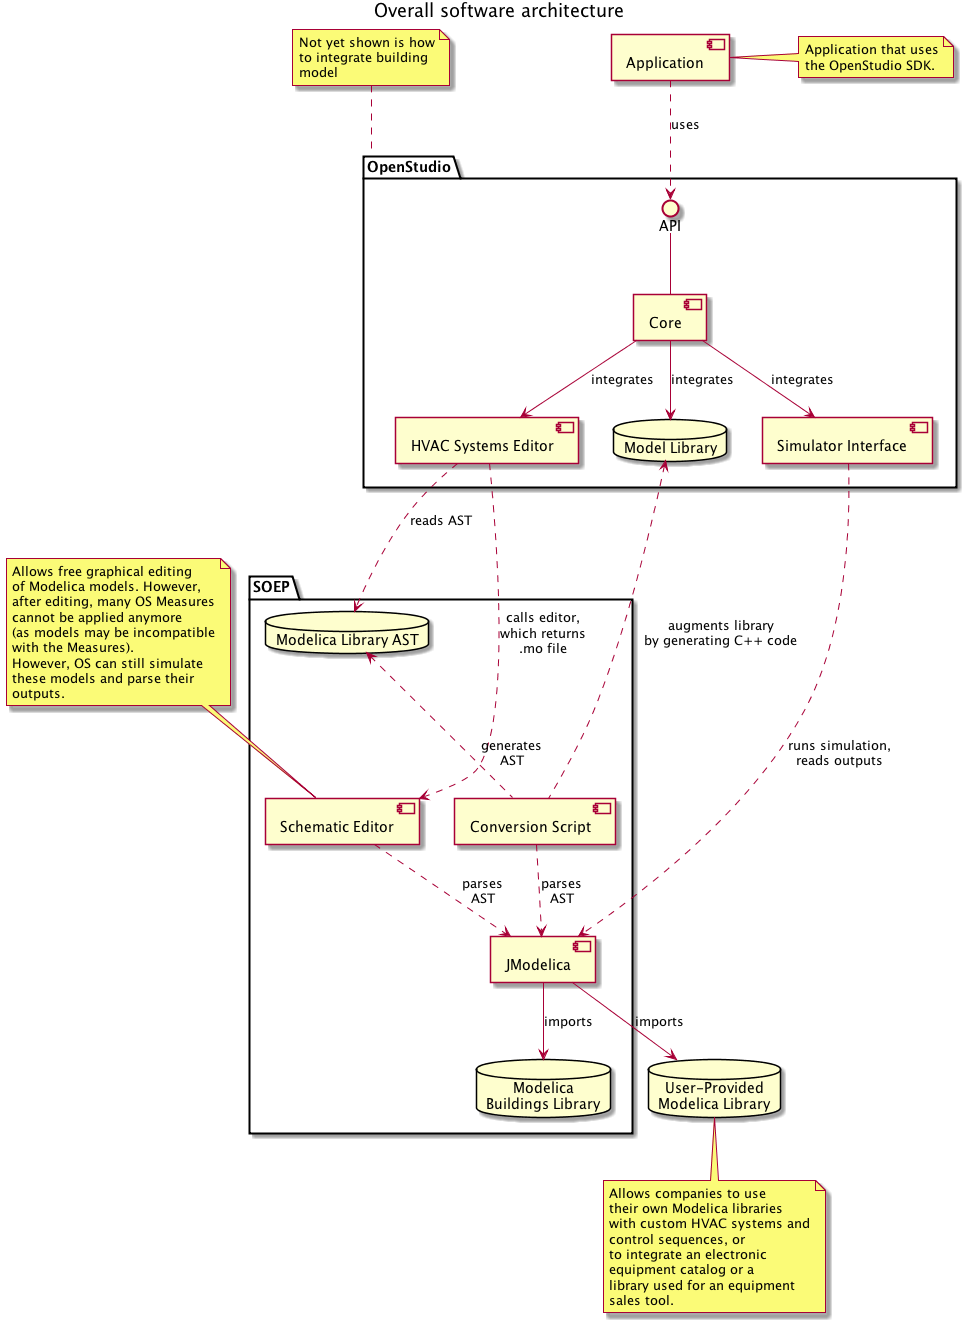 Overall software architecture
Not yet shown is how
to integrate building
model
Application
Application that uses
the OpenStudio SDK.
uses
OpenStudio
API
Core
integrates
integrates
integrates
HVAC Systems Editor
Model Library
Simulator Interface
reads AST
Allows free graphical editing
of Modelica models. However,
after editing, many OS Measures
cannot be applied anymore
(as models may be incompatible
with the Measures).
However, OS can still simulate
these models and parse their
outputs.
SOEP
Modelica Library AST
calls editor,
which returns
.mo file
augments library
by generating C++ code
generates
AST
runs simulation,
reads outputs
Schematic Editor
Conversion Script
parses
AST
parses
AST
JModelica
imports
imports
Modelica
Buildings Library
User-Provided
Modelica Library
Allows companies to use
their own Modelica libraries
with custom HVAC systems and
control sequences, or
to integrate an electronic
equipment catalog or a
library used for an equipment
sales tool.